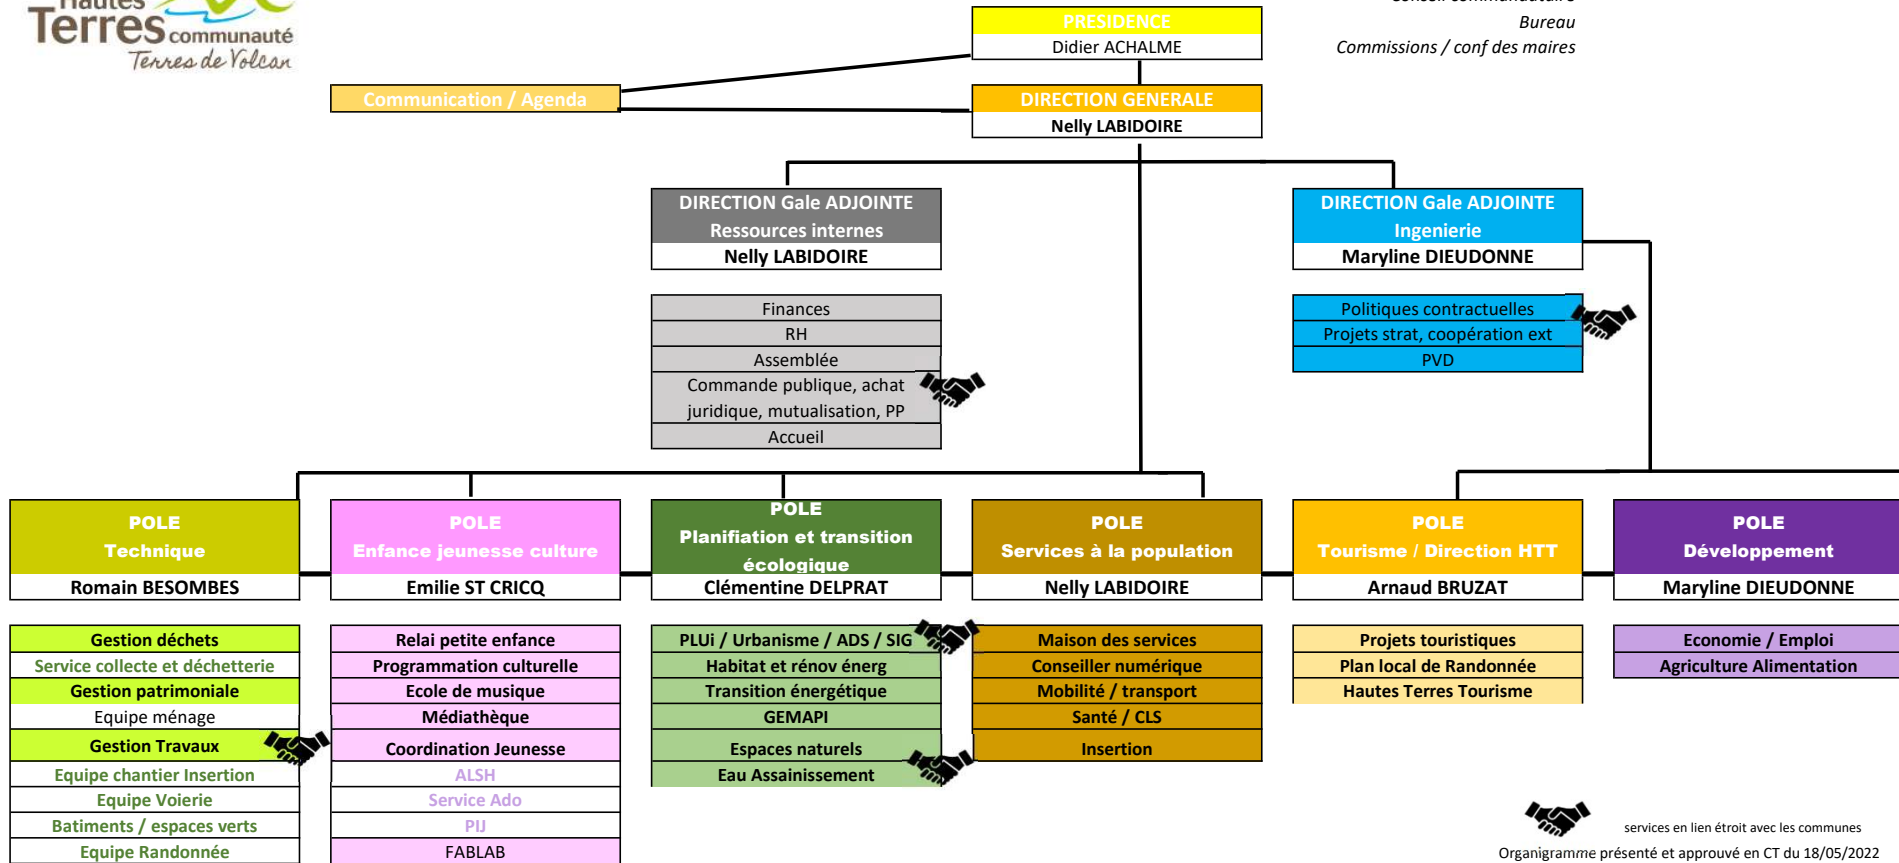 Hautes
Terres communauté
Terres de Volcan
Conseil communautaire
Bureau
Commissions / conf des maires
PRESIDENCE
Didier ACHALME
Communication / Agenda
DIRECTION GENERALE
Nelly LABIDOIRE
DIRECTION Gale ADJOINTE
Ressources internes
Nelly LABIDOIRE
Finances
RH
Assemblée
Commande publique, achat
juridique, mutualisation, PP
Accueil
DIRECTION Gale ADJOINTE
Ingenierie
Maryline DIEUDONNE
Politiques contractuelles
Projets strat, coopération ext
PVD
POLE
Technique
Romain BESOMBES
Gestion déchets
Service collecte et déchetterie
Gestion patrimoniale
Equipe ménage
Gestion Travaux
Equipe chantier Insertion
Equipe Voierie
Batiments / espaces verts
Equipe Randonnée
POLE
Enfance jeunesse culture
Emilie ST CRICQ
Relai petite enfance
Programmation culturelle
Ecole de musique
Médiathèque
Coordination Jeunesse
ALSH
Service Ado
PIJ
FABLAB
POLE
Planifiation et transition
écologique
Clémentine DELPRAT
PLUi / Urbanisme / ADS / SIG
Habitat et rénov énerg
Transition énergétique
GEMAPI
Espaces naturels
Eau Assainissement
POLE
Services à la population
Nelly LABIDOIRE
Maison des services
Conseiller numérique
Mobilité / transport
Santé / CLS
Insertion
POLE
Tourisme / Direction HTT
Arnaud BRUZAT
Projets touristiques
Plan local de Randonnée
Hautes Terres Tourisme
POLE
Développement
Maryline DIEUDONNE
Economie / Emploi
Agriculture Alimentation
services en lien étroit avec les communes
Organigramme présenté et approuvé en CT du 18/05/2022